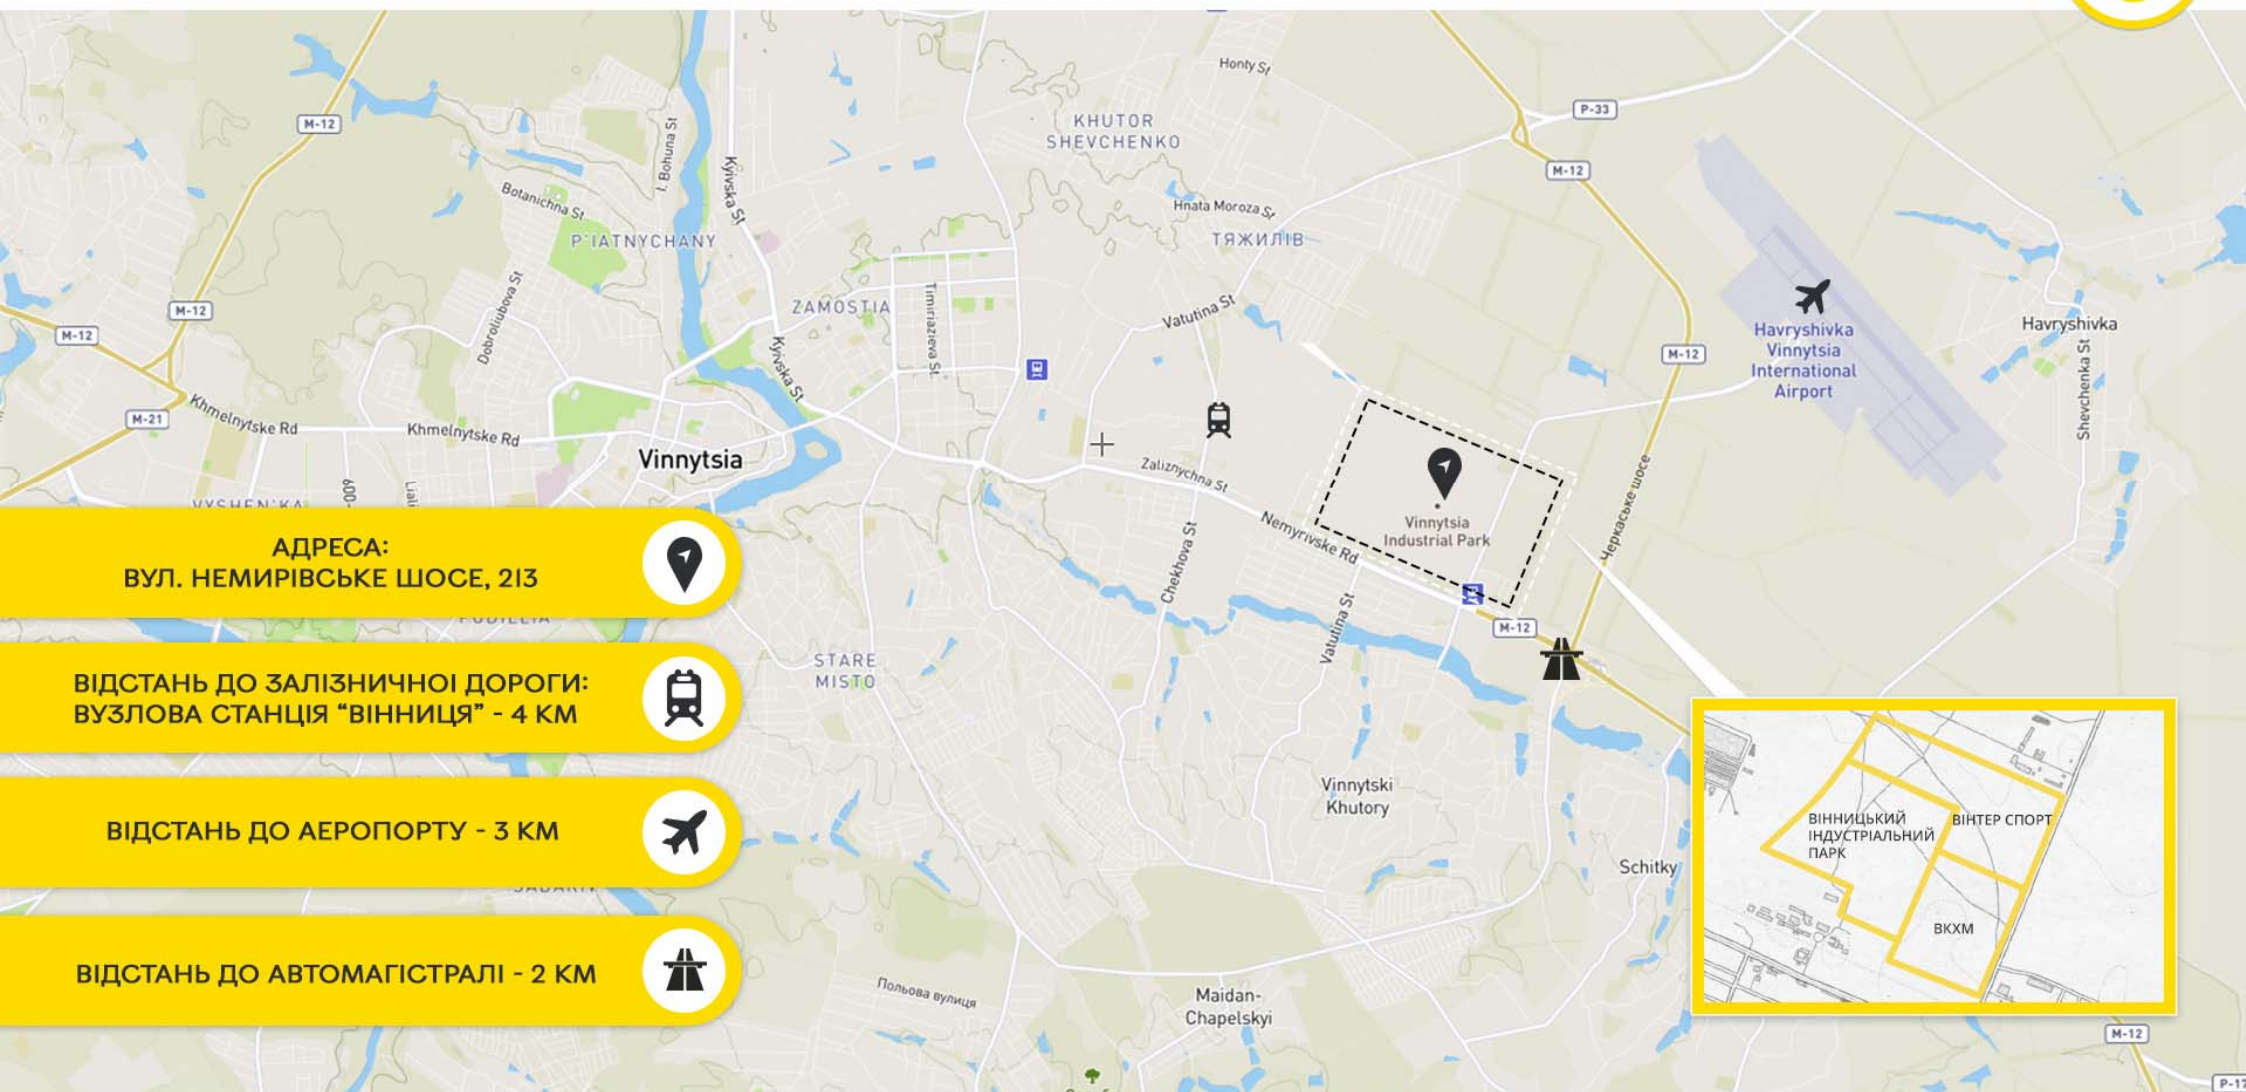 Honty St
KHUTOR
SHEVCHENKO
P-33
M-12
I. Bohuna St
Kyivska St
M-12
Botanichna St
Hnata Moroza St
P'IATNYCHANY
ТЯЖИЛІВ
Dobroliubova St
ZAMOSTIA
Timiriazieva St
Vatutina St
M-12
M-12
Kyivska St
M-12
Havryshivka
Vinnytsia
International
Airport
Havryshivka
Shevchenka St
M-21
Khmelnytske Rd
Khmelnytske Rd
Vinnytsia
Zaliznychna St
Nemyrivske Rd
Vinnytsia
Industrial Park
Черкаське шосе
VYSHEN'KA
600-
Chekhova St
Vatutina St
M-12
АДРЕСА:
ВУЛ. НЕМИРІВСЬКЕ ШОСЕ, 213
STARE
MISTO
ВІДСТАНЬ ДО ЗАЛІЗНИЧНОІ ДОРОГИ:
ВУЗЛОВА СТАНЦІЯ “ВІННИЦЯ” - 4 КМ
Vinnytski
Khutory
Schitky
ВІДСТАНЬ ДО АЕРОПОРТУ - 3 КМ
ВІДСТАНЬ ДО АВТОМАГІСТРАЛІ - 2 КМ
ВІННИЦЬКИЙ
ІНДУСТРІАЛЬНИЙ
ПАРК
ВІНТЕР СПОРТ
ВКХМ
Польова вулиця
Maidan-
Chapelskyi
M-12
P-17